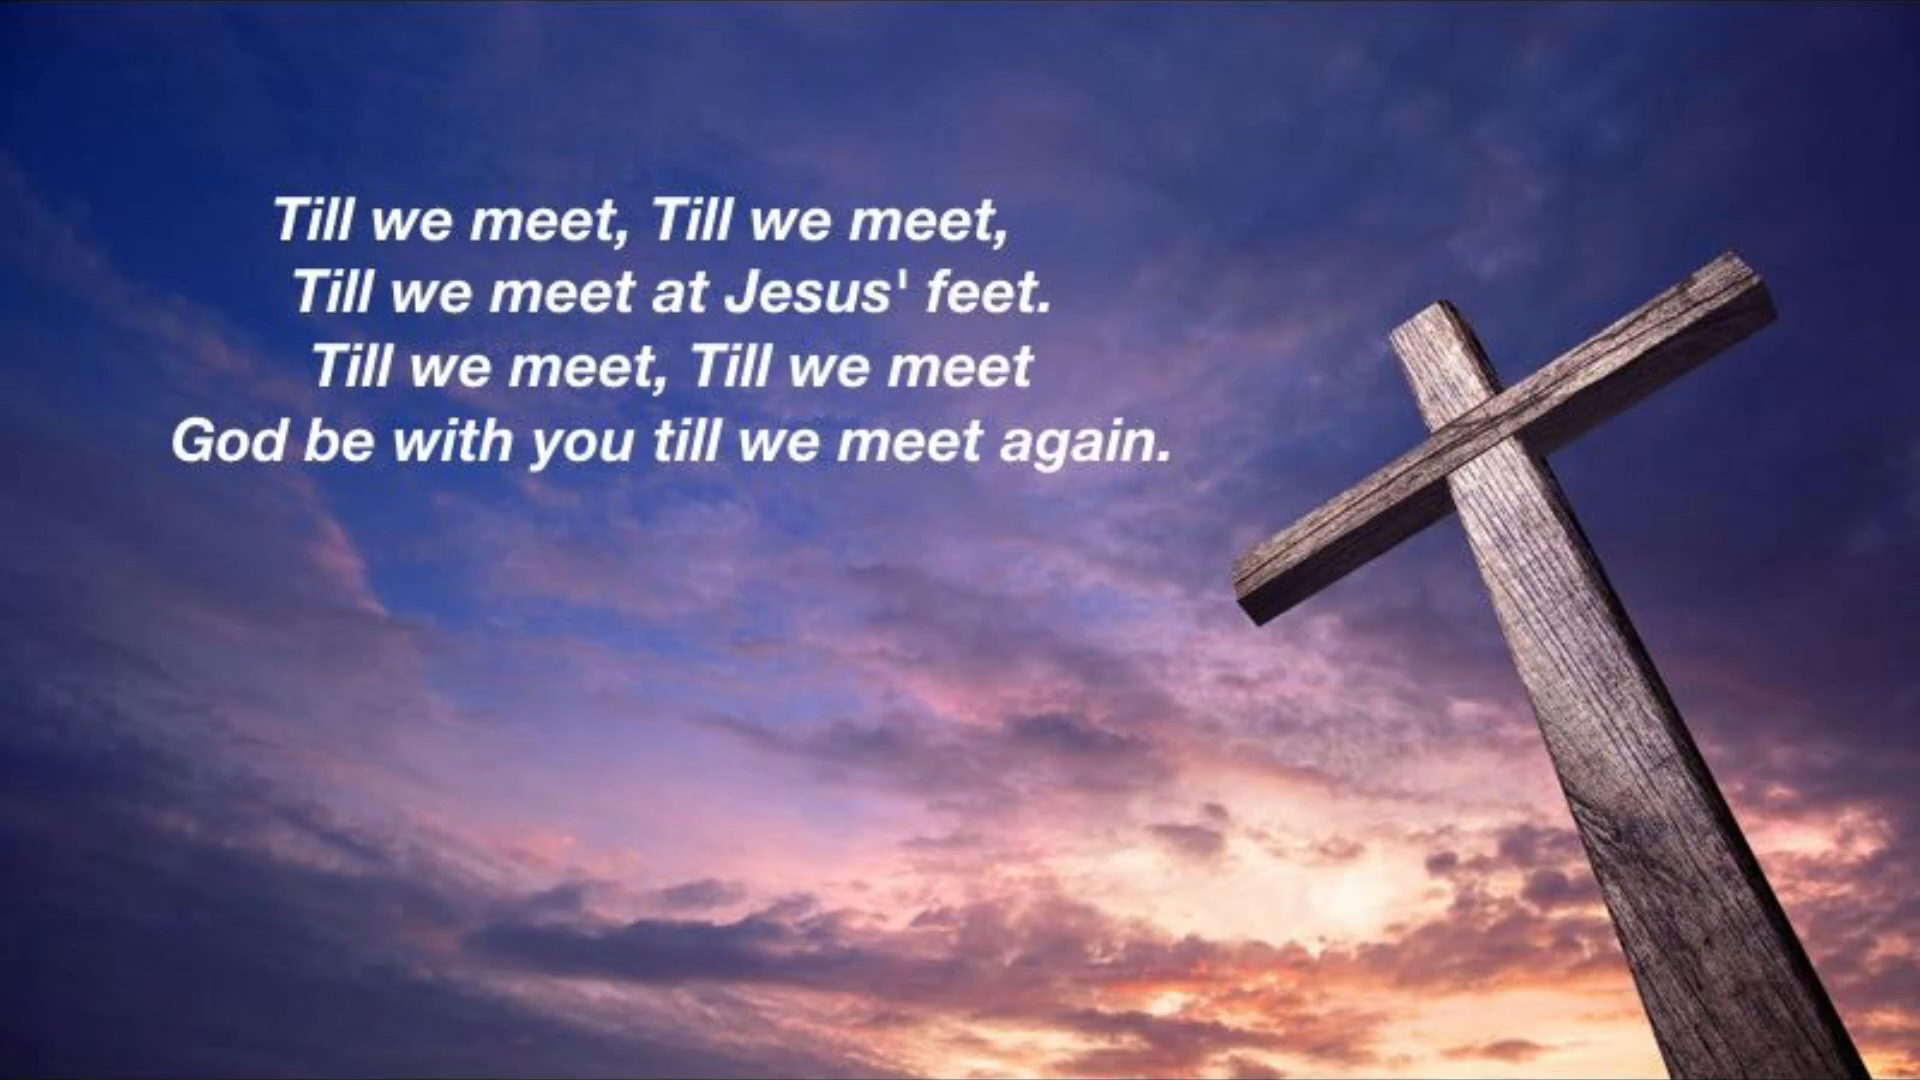 Till we meet, Till we meet,
Till we meet at Jesus' feet.
Till we meet, Till we meet
God be with you till we meet again.